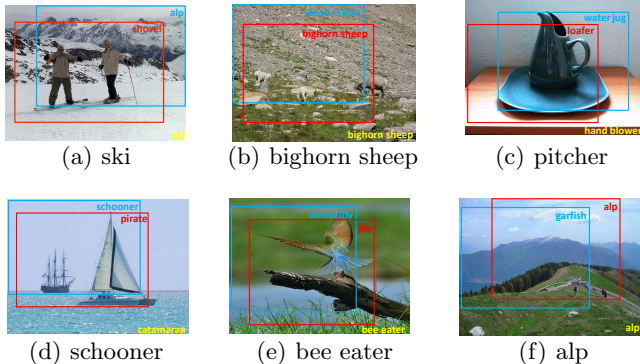 alp
shovel
ski
(a) ski
bighorn sheep
bighorn sheep
(b) bighorn sheep
water jug
loafer
hand blower
(c) pitcher
schooner
pirate
catamaran
(d) schooner
bee eater
(e) bee eater
alp
garfish
alp
(f) alp